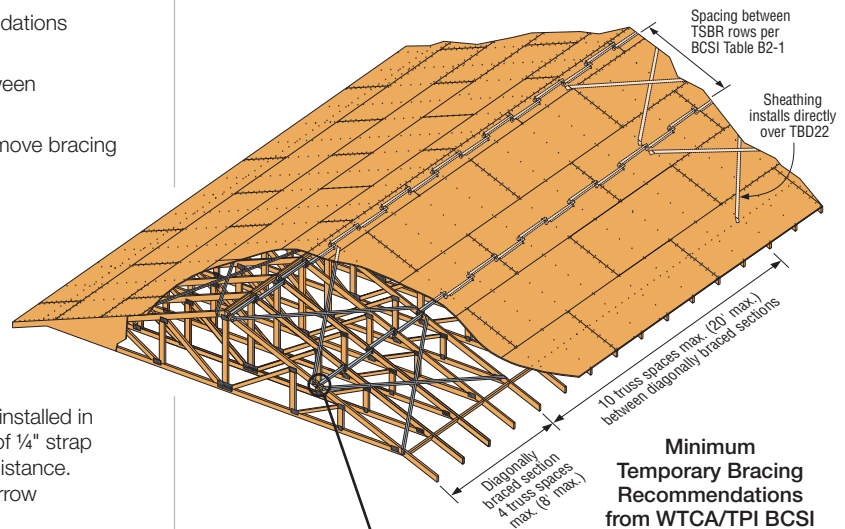 dations
ween
move bracing
installed in
of ¼" strap
istance.
rrow
Spacing between
TSBR rows per
BCSI Table B2-1
Sheathing
installs directly
over TBD22
10 truss spaces max. (20' max.)
between diagonally braced sections
Diagonally
braced section
4 truss spaces
max. (8' max.)
Minimum
Temporary Bracing
Recommendations
from WTCA/TPI BCSI